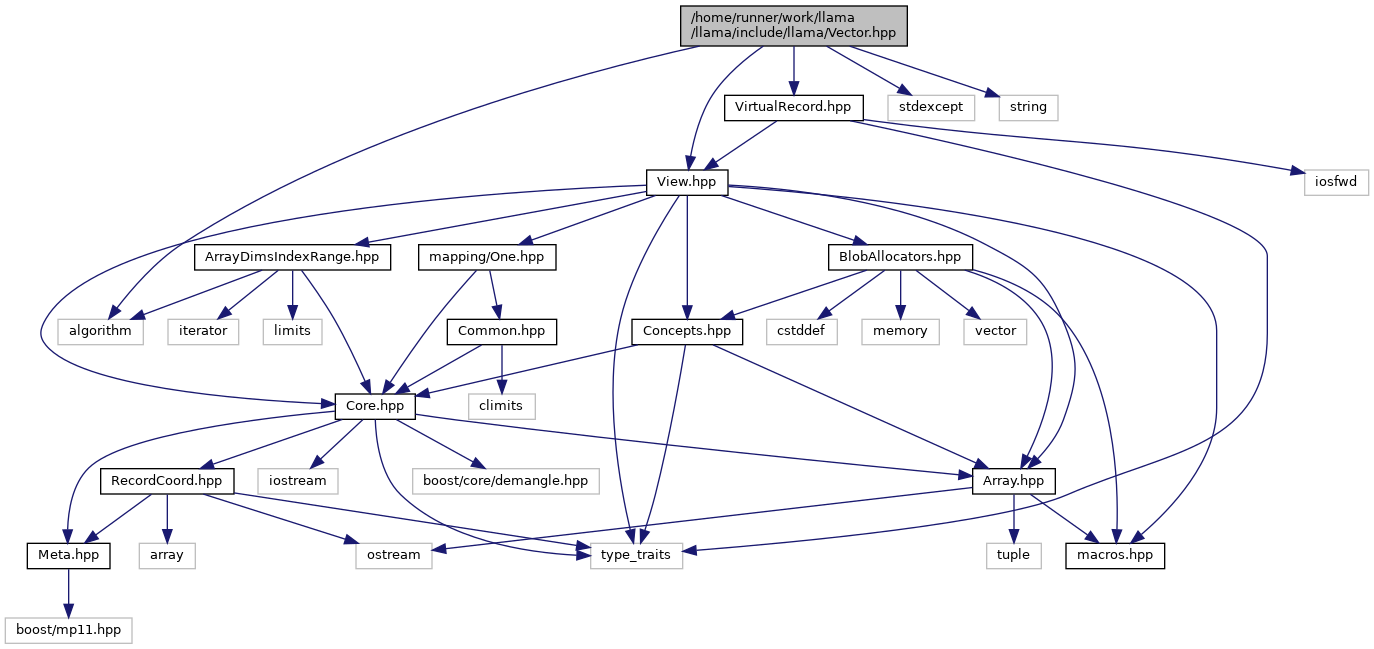 /home/runner/work/llama
/llama/include/llama/Vector.hpp
VirtualRecord.hpp
stdexcept
string
View.hpp
iosfwd
ArrayDimsIndexRange.hpp
mapping/One.hpp
BlobAllocators.hpp
algorithm
iterator
limits
Common.hpp
Concepts.hpp
cstddef
memory
vector
Core.hpp
climits
RecordCoord.hpp
iostream
boost/core/demangle.hpp
Array.hpp
Meta.hpp
array
ostream
type_traits
tuple
macros.hpp
boost/mp11.hpp